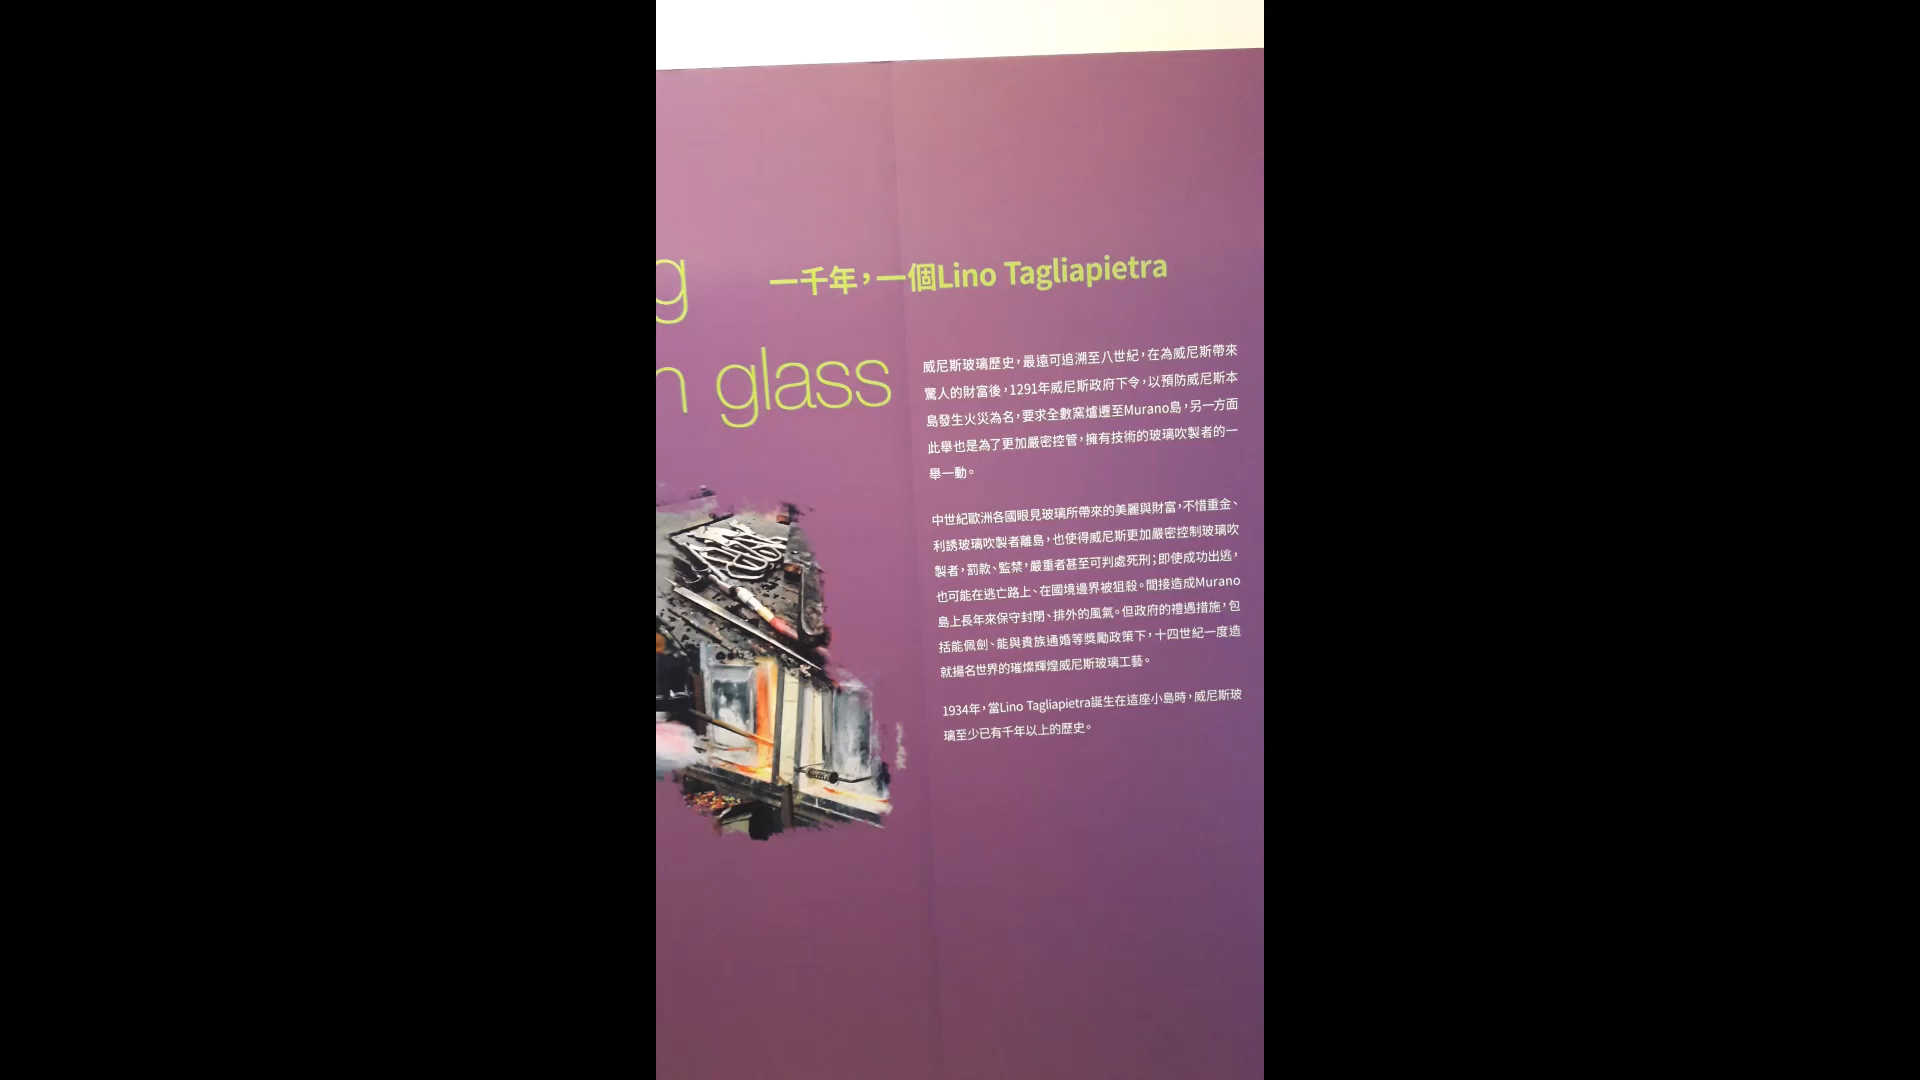 g
一千年，一個Lino Tagliapietra
n glass
威尼斯玻璃歷史，最遠可追溯至八世紀，在為威尼斯帶來
驚人的財富後，1291年威尼斯政府下令，以預防威尼斯本
島發生火災為名，要求全數窯爐遷至Murano島，另一方面
此舉也是為了更加嚴密控管，擁有技術的玻璃吹製者的一
舉一動。
中世紀歐洲各國眼見玻璃所帶來的美麗與財富，不惜重金、
利誘玻璃吹製者離島，也使得威尼斯更加嚴密控制玻璃吹
製者，罰款、監禁，嚴重者甚至可判處死刑；即使成功出逃，
也可能在逃亡路上、在國境邊界被狙殺。間接造成Murano
島上長年來保守封閉、排外的風氣。但政府的禮遇措施，包
括能佩劍、能與貴族通婚等獎勵政策下，十四世紀一度造
就揚名世界的璀燦輝煌威尼斯玻璃工藝。
1934年，當Lino Tagliapietra誕生在這座小島時，威尼斯玻
璃至少已有千年以上的歷史。